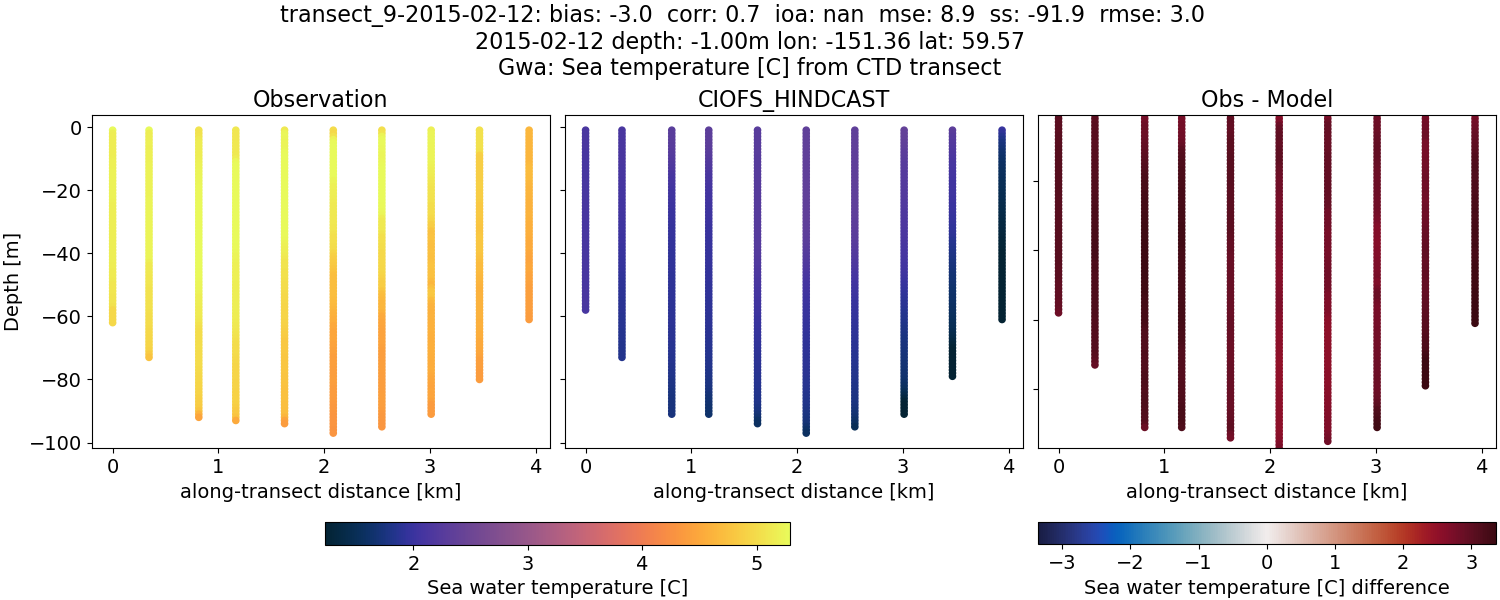 transect_9-2015-02-12: bias: -3.0  corr: 0.7  ioa: nan  mse: 8.9  ss: -91.9  rmse: 3.0
2015-02-12 depth: -1.00m lon: -151.36 lat: 59.57
Gwa: Sea temperature [C] from CTD transect
Observation
CIOFS_HINDCAST
Obs - Model
Depth [m]
0
−20
−40
−60
−80
−100
0 1 2 3 4
0 1 2 3 4
0 1 2 3 4
along-transect distance [km]
along-transect distance [km]
along-transect distance [km]
2 3 4 5
Sea water temperature [C]
−3 −2 −1 0 1 2 3
Sea water temperature [C] difference